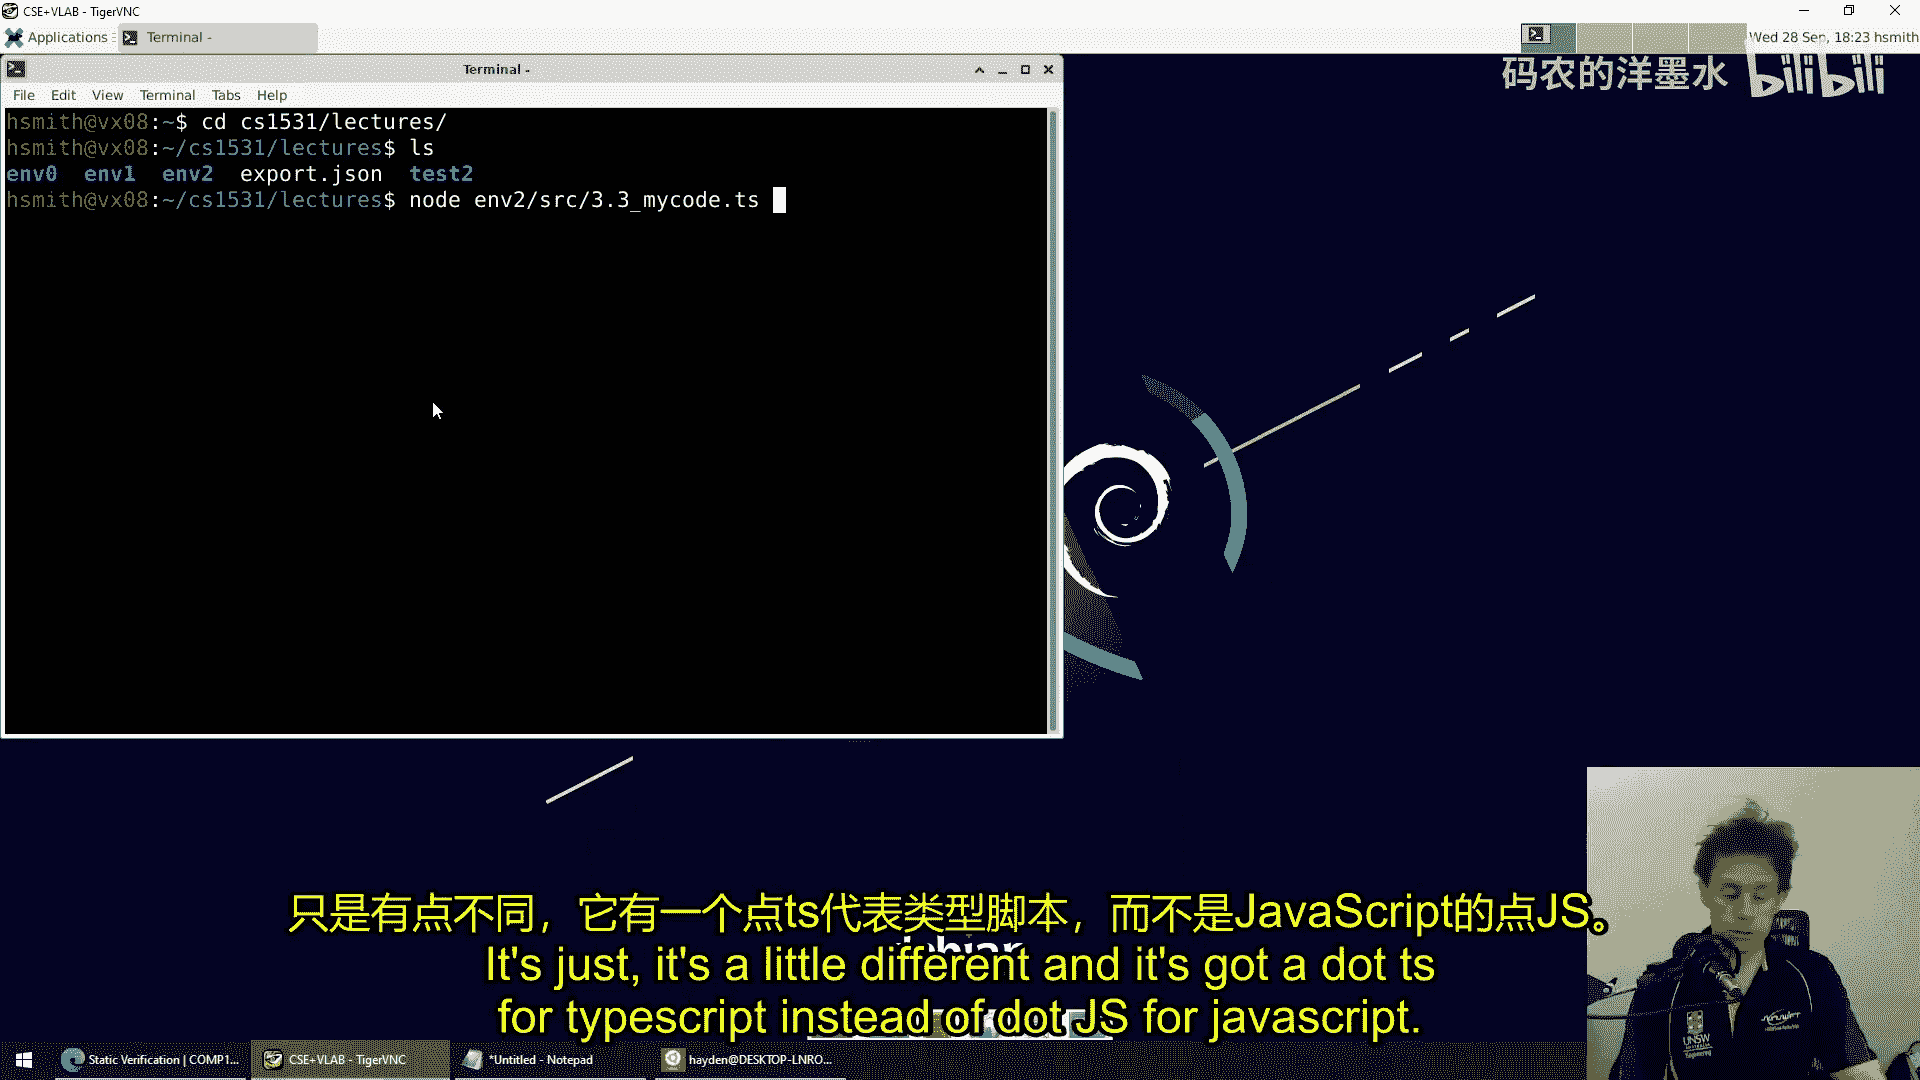 CSE+VLAB - TigerVNC
Applications
Terminal -
Wed 28 Sep, 18:23 hsmith
码农的洋墨水 bilibili
Terminal -
File Edit View Terminal Tabs Help
hsmith@vx08:~$ cd cs1531/lectures/
hsmith@vx08:~/cs1531/lectures$ ls
env0 env1 env2 export.json test2
hsmith@vx08:~/cs1531/lectures$ node env2/src/3.3_mycode.ts
只是有点不同，它有一个点ts代表类型脚本，而不是JavaScript的点JS。
It's just, it's a little different and it's got a dot ts
for typescript instead of dot JS for javascript.
UNSW
Static Verification | COMP1...
CSE+VLAB - TigerVNC
*Untitled - Notepad
hayden@DESKTOP-LNRO...